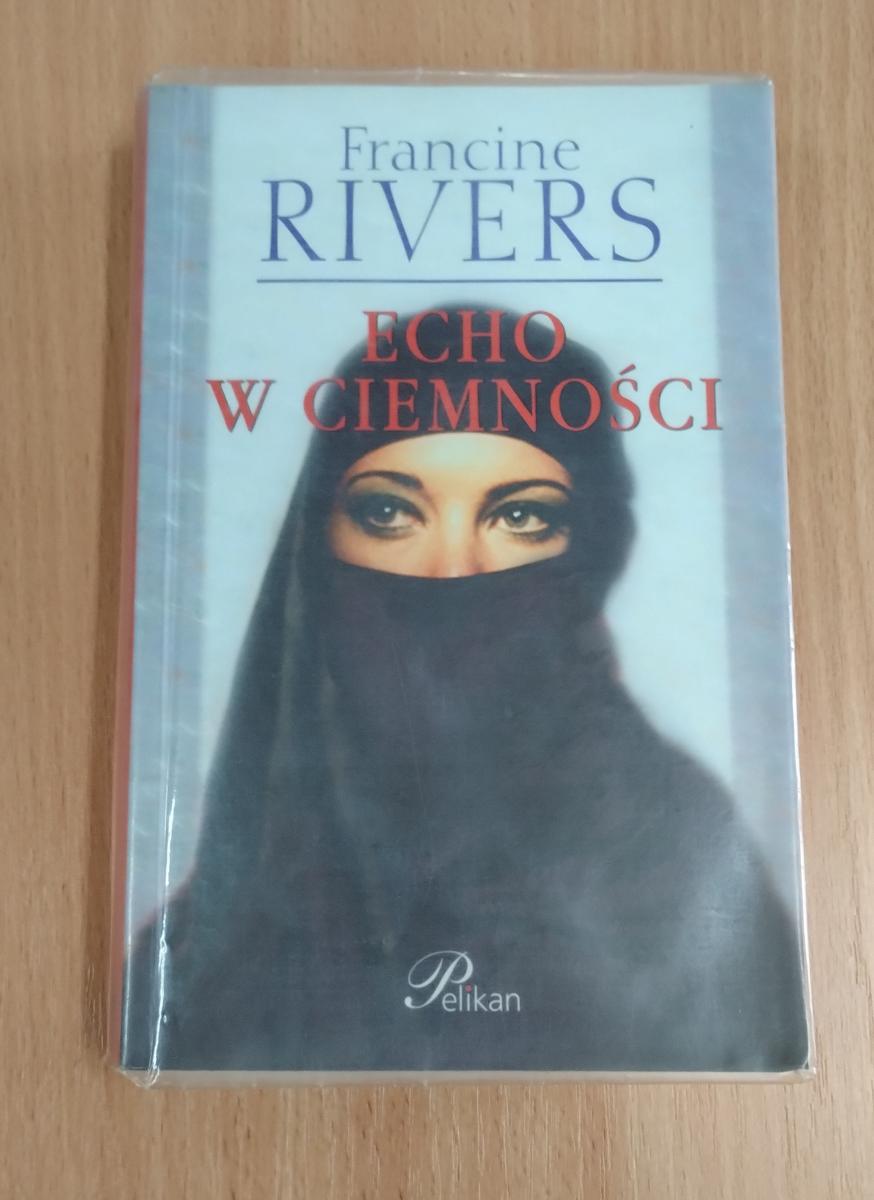 Francine
RIVERS
ECHO
W CIEMNOŚCI
Pelikan